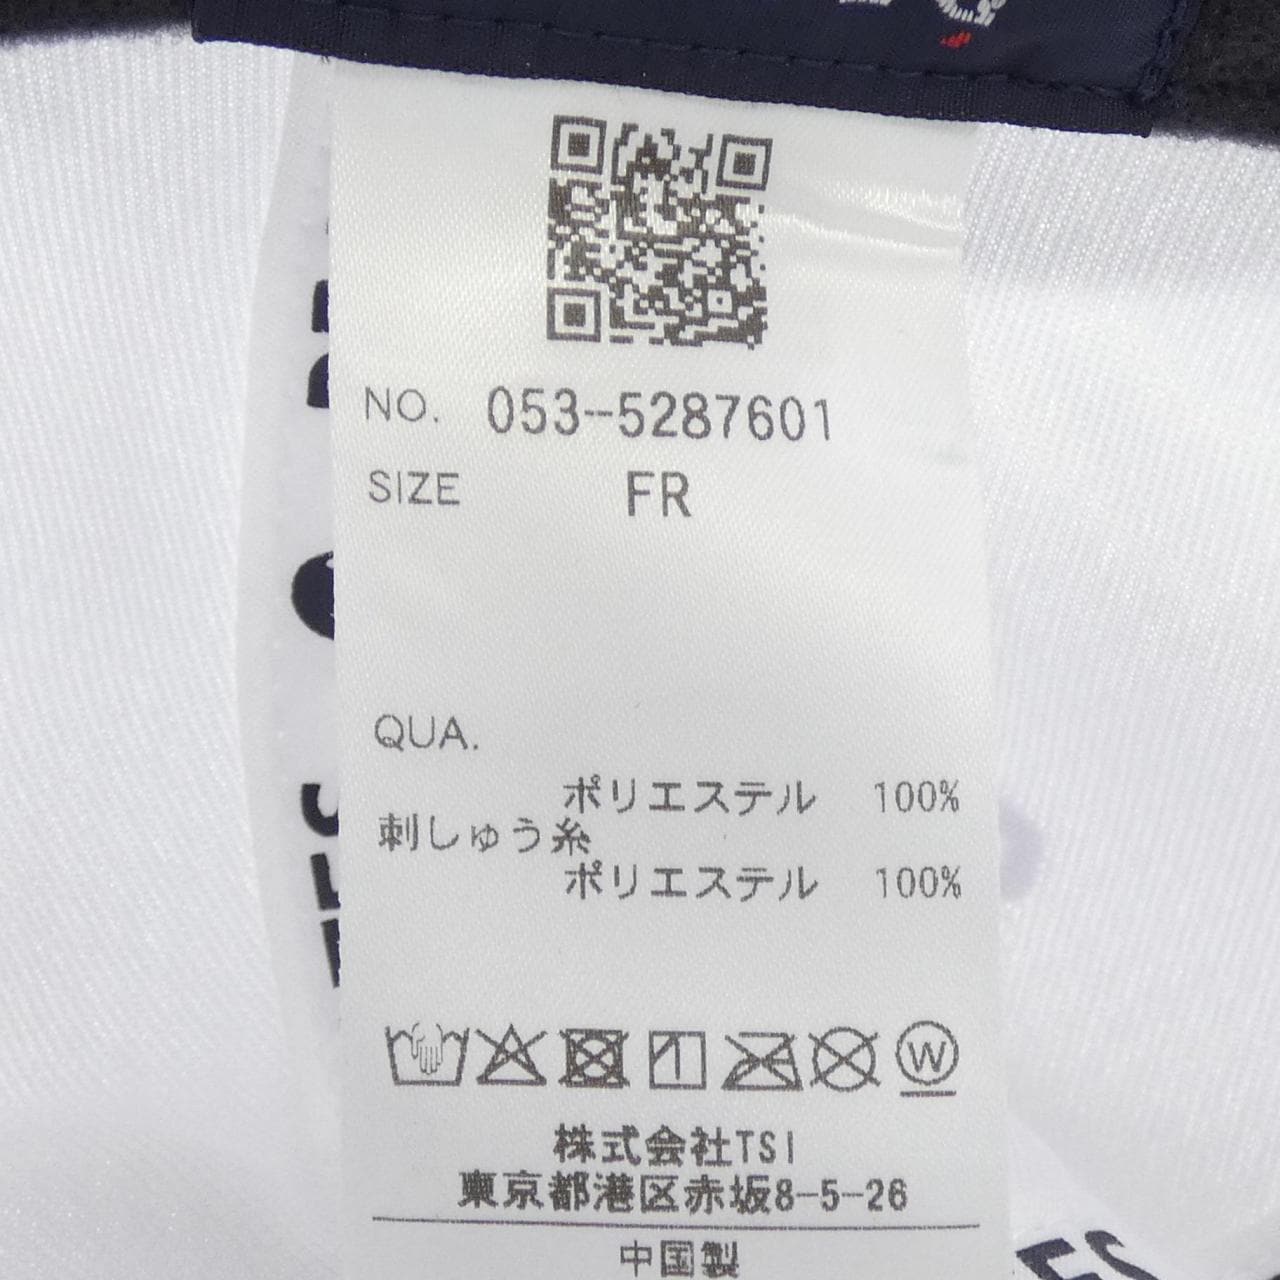 NO. 053-5287601
SIZE FR
QUA.
ポリエステル 100%
刺しゅう糸
ポリエステル 100%
W
株式会社TSI
東京都港区赤坂8-5-26
中国製
ES